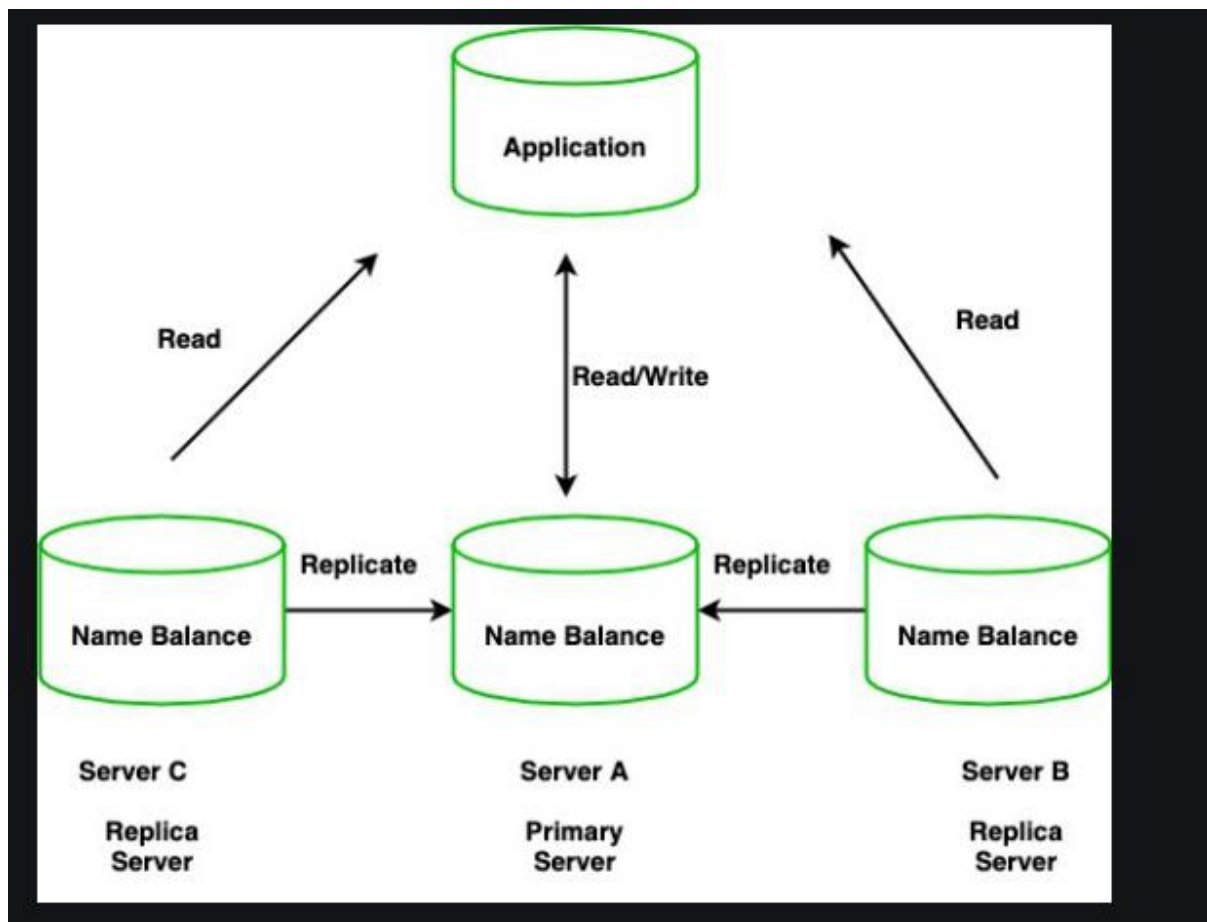 Application
Read
Read
Read/Write
Replicate
Replicate
Name Balance
Name Balance
Name Balance
Server C
Server A
Server B
Replica
Server
Primary
Server
Replica
Server